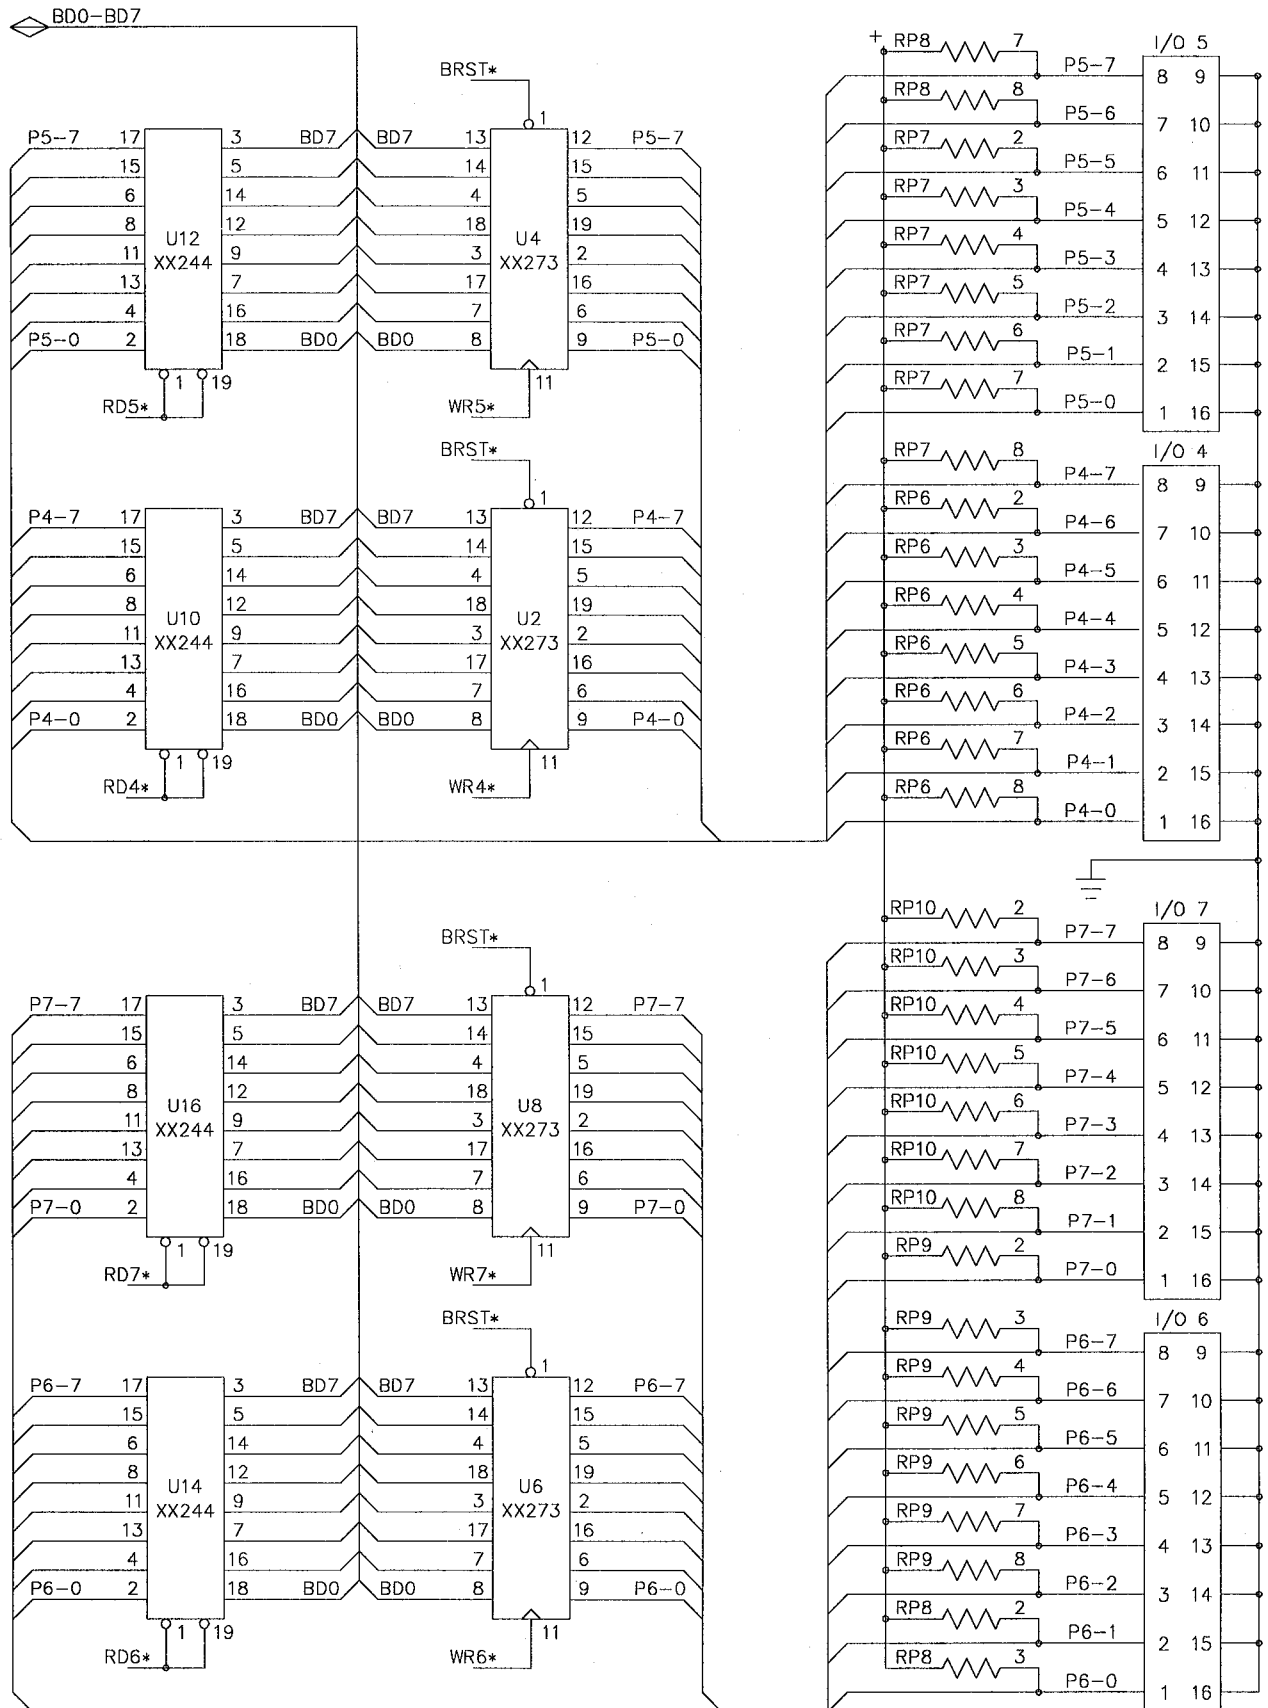 BD0-BD7
BRST*
P5-7 17 3 BD7 BD7 13 1 12 P5-7
15 5 14 15
6 14 4 5
8 12 18 19
11 9 3 2
13 7 17 16
4 16 7 6
P5-0 2 18 BD0 BD0 8 9 P5-0
U12
XX244
U4
XX273
1 19
RD5*
11
WR5*
BRST*
P4-7 17 3 BD7 BD7 13 1 12 P4-7
15 5 14 15
6 14 4 5
8 12 18 19
11 9 3 2
13 7 17 16
4 16 7 6
P4-0 2 18 BD0 BD0 8 9 P4-0
U10
XX244
U2
XX273
1 19
RD4*
11
WR4*
BRST*
P7-7 17 3 BD7 BD7 13 1 12 P7-7
15 5 14 15
6 14 4 5
8 12 18 19
11 9 3 2
13 7 17 16
4 16 7 6
P7-0 2 18 BD0 BD0 8 9 P7-0
U16
XX244
U8
XX273
1 19
RD7*
11
WR7*
BRST*
P6-7 17 3 BD7 BD7 13 1 12 P6-7
15 5 14 15
6 14 4 5
8 12 18 19
11 9 3 2
13 7 17 16
4 16 7 6
P6-0 2 18 BD0 BD0 8 9 P6-0
U14
XX244
U6
XX273
1 19
RD6*
11
WR6*
+
I/O 5
RP8 7 P5-7 8 9
RP8 8 P5-6 7 10
RP7 2 P5-5 6 11
RP7 3 P5-4 5 12
RP7 4 P5-3 4 13
RP7 5 P5-2 3 14
RP7 6 P5-1 2 15
RP7 7 P5-0 1 16
I/O 4
RP7 8 P4-7 8 9
RP6 2 P4-6 7 10
RP6 3 P4-5 6 11
RP6 4 P4-4 5 12
RP6 5 P4-3 4 13
RP6 6 P4-2 3 14
RP6 7 P4-1 2 15
RP6 8 P4-0 1 16
I/O 7
RP10 2 P7-7 8 9
RP10 3 P7-6 7 10
RP10 4 P7-5 6 11
RP10 5 P7-4 5 12
RP10 6 P7-3 4 13
RP10 7 P7-2 3 14
RP10 8 P7-1 2 15
RP9 2 P7-0 1 16
I/O 6
RP9 3 P6-7 8 9
RP9 4 P6-6 7 10
RP9 5 P6-5 6 11
RP9 6 P6-4 5 12
RP9 7 P6-3 4 13
RP9 8 P6-2 3 14
RP8 2 P6-1 2 15
RP8 3 P6-0 1 16